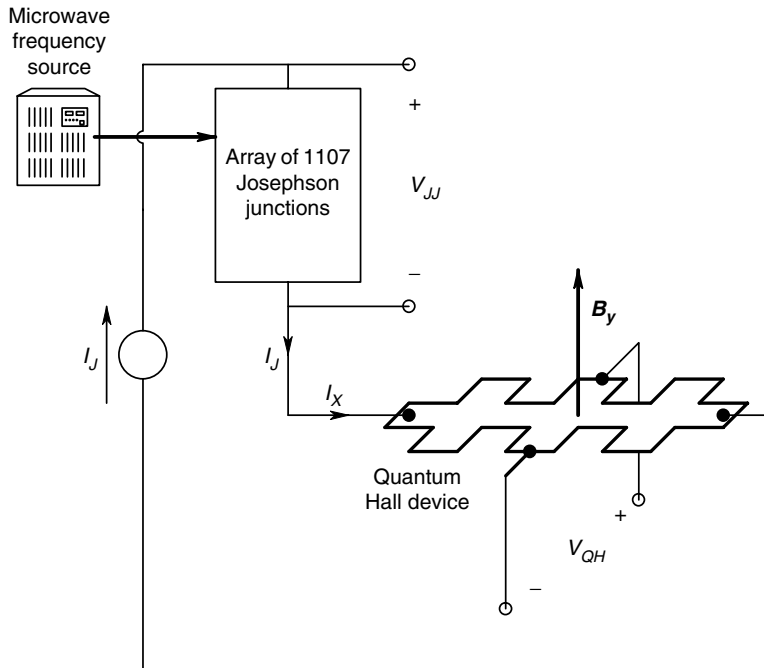 Microwave
frequency
source
+
Array of 1107
Josephson
junctions
V_JJ
−
B_y
I_J
I_J
I_X
Quantum
Hall device
+
V_QH
−